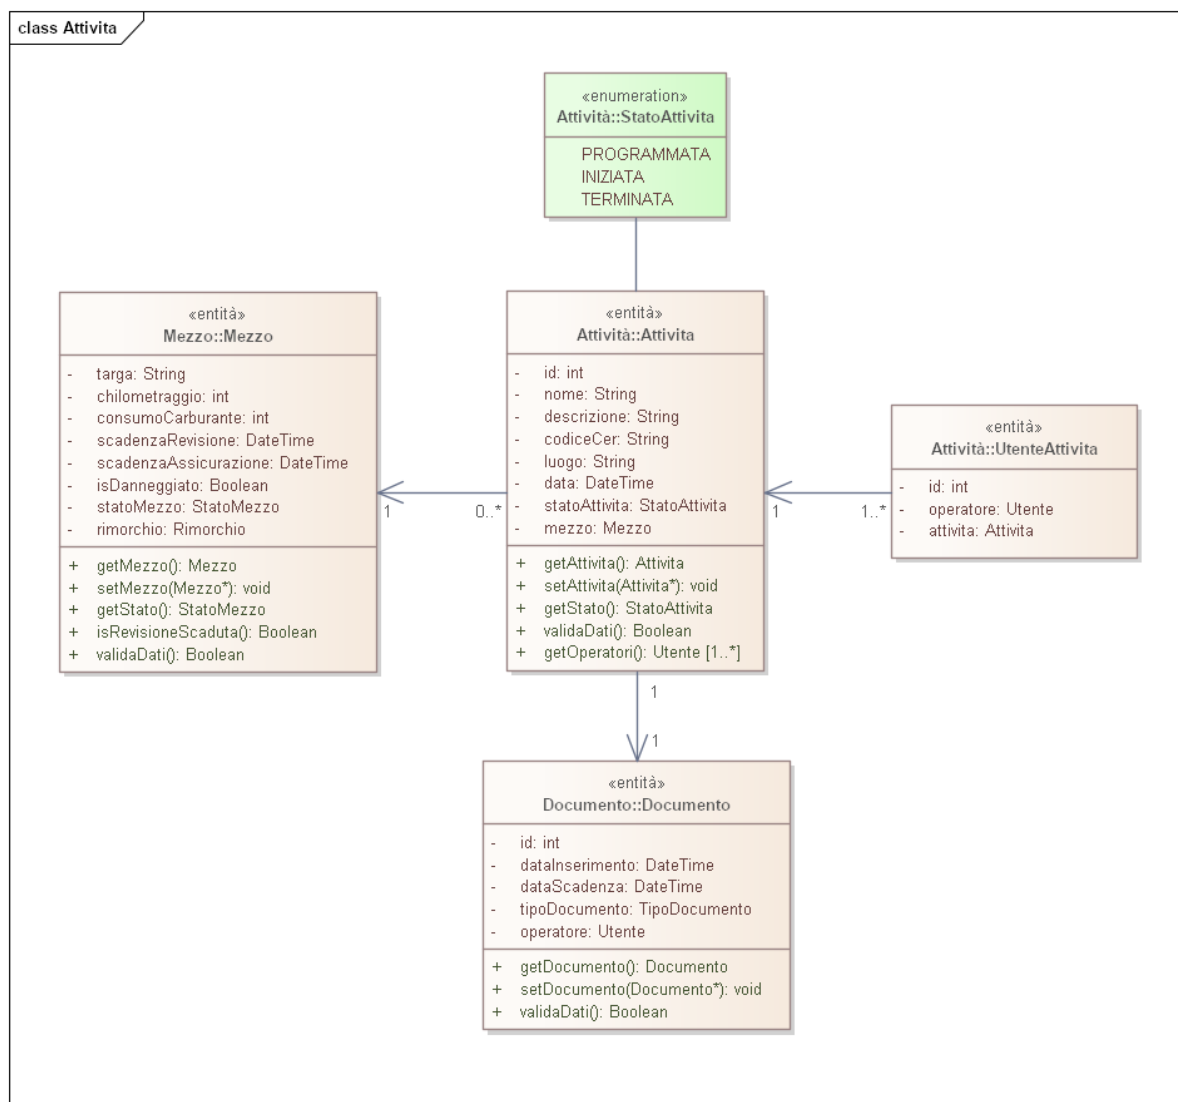 class Attivita
«enumeration»
Attività::StatoAttivita
PROGRAMMATA
INIZIATA
TERMINATA
«entità»
Mezzo::Mezzo
- targa: String
- chilometraggio: int
- consumoCarburante: int
- scadenzaRevisione: DateTime
- scadenzaAssicurazione: DateTime
- isDanneggiato: Boolean
- statoMezzo: StatoMezzo
- rimorchio: Rimorchio
+ getMezzo(): Mezzo
+ setMezzo(Mezzo*): void
+ getStato(): StatoMezzo
+ isRevisioneScaduta(): Boolean
+ validaDati(): Boolean
1
0..*
«entità»
Attività::Attivita
- id: int
- nome: String
- descrizione: String
- codiceCer: String
- luogo: String
- data: DateTime
- statoAttivita: StatoAttivita
- mezzo: Mezzo
+ getAttivita(): Attivita
+ setAttivita(Attivita*): void
+ getStato(): StatoAttivita
+ validaDati(): Boolean
+ getOperatori(): Utente [1..*]
1
1..*
«entità»
Attività::UtenteAttivita
- id: int
- operatore: Utente
- attivita: Attivita
1
1
«entità»
Documento::Documento
- id: int
- dataInserimento: DateTime
- dataScadenza: DateTime
- tipoDocumento: TipoDocumento
- operatore: Utente
+ getDocumento(): Documento
+ setDocumento(Documento*): void
+ validaDati(): Boolean